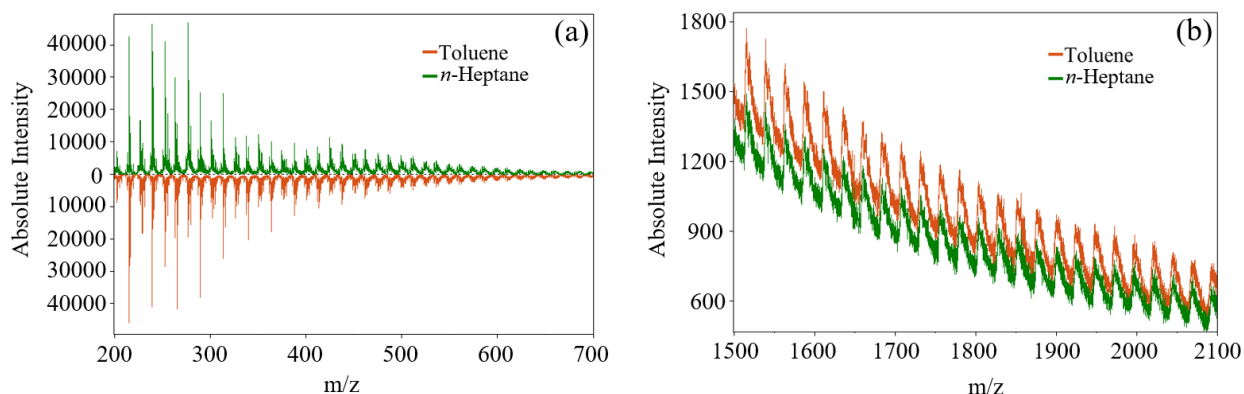 (a)
Toluene
n-Heptane
Absolute Intensity
40000
30000
20000
10000
0
10000
20000
30000
40000
200 300 400 500 600 700
m/z
(b)
Toluene
n-Heptane
Absolute Intensity
1800
1500
1200
900
600
1500 1600 1700 1800 1900 2000 2100
m/z